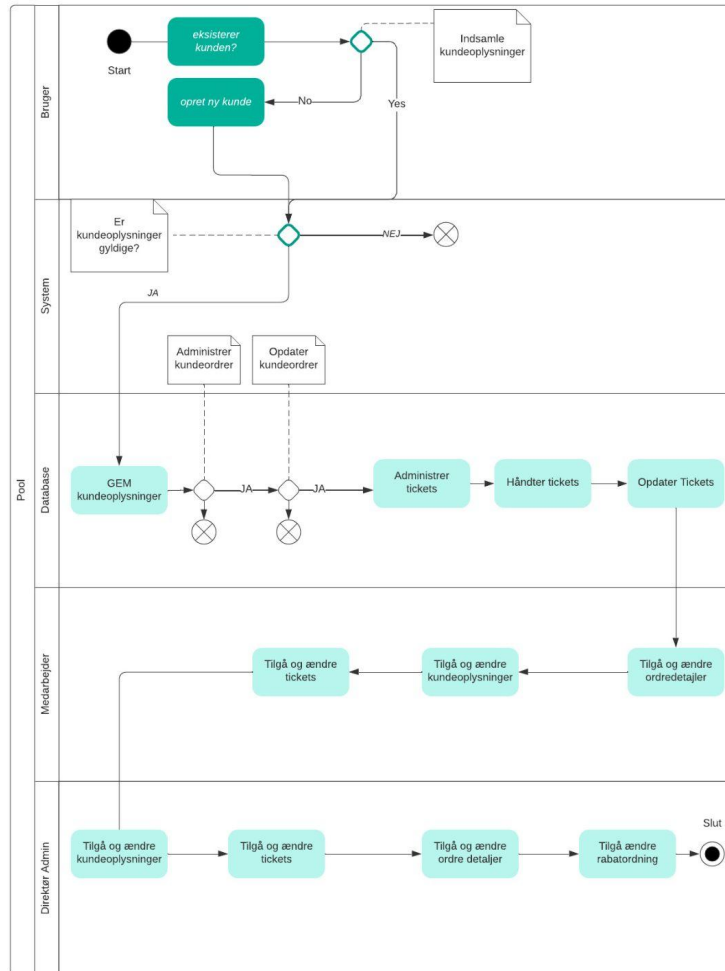 Pool
Bruger
Start
eksisterer
kunden?
Indsamle
kundeoplysninger
opret ny kunde
No
Yes
System
Er
kundeoplysninger
gyldige?
NEJ
JA
Administrer
kundeordrer
Opdater
kundeordrer
Database
GEM
kundeoplysninger
JA
JA
Administrer
tickets
Håndter tickets
Opdater Tickets
Medarbejder
Tilgå og ændre
tickets
Tilgå og ændre
kundeoplysninger
Tilgå og ændre
ordredetajler
Direktør Admin
Tilgå og ændre
kundeoplysninger
Tilgå og ændre
tickets
Tilgå og ændre
ordre detaljer
Tilgå ændre
rabatordning
Slut